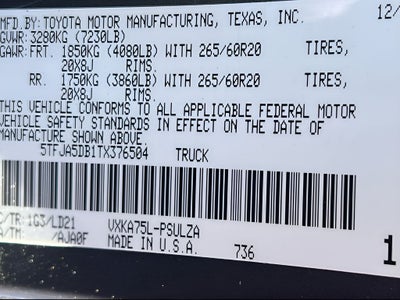 MFD. BY: TOYOTA MOTOR MANUFACTURING, TEXAS, INC. 12/
GVWR: 3280KG (7230LB)
GAWR: FRT. 1850KG (4080LB) WITH 265/60R20 TIRES,
20X8J RIMS,
RR. 1750KG (3860LB) WITH 265/60R20 TIRES,
20X8J RIMS.
THIS VEHICLE CONFORMS TO ALL APPLICABLE FEDERAL MOTOR
VEHICLE SAFETY STANDARDS IN EFFECT ON THE DATE OF
MANUFACTURE SHOWN ABOVE.
5TFJA5DB1TX376504 TRUCK
C/TR: 1G3/LD21 VXKA75L-PSULZA
A/TM: /AJA0F MADE IN U.S.A. 736 1